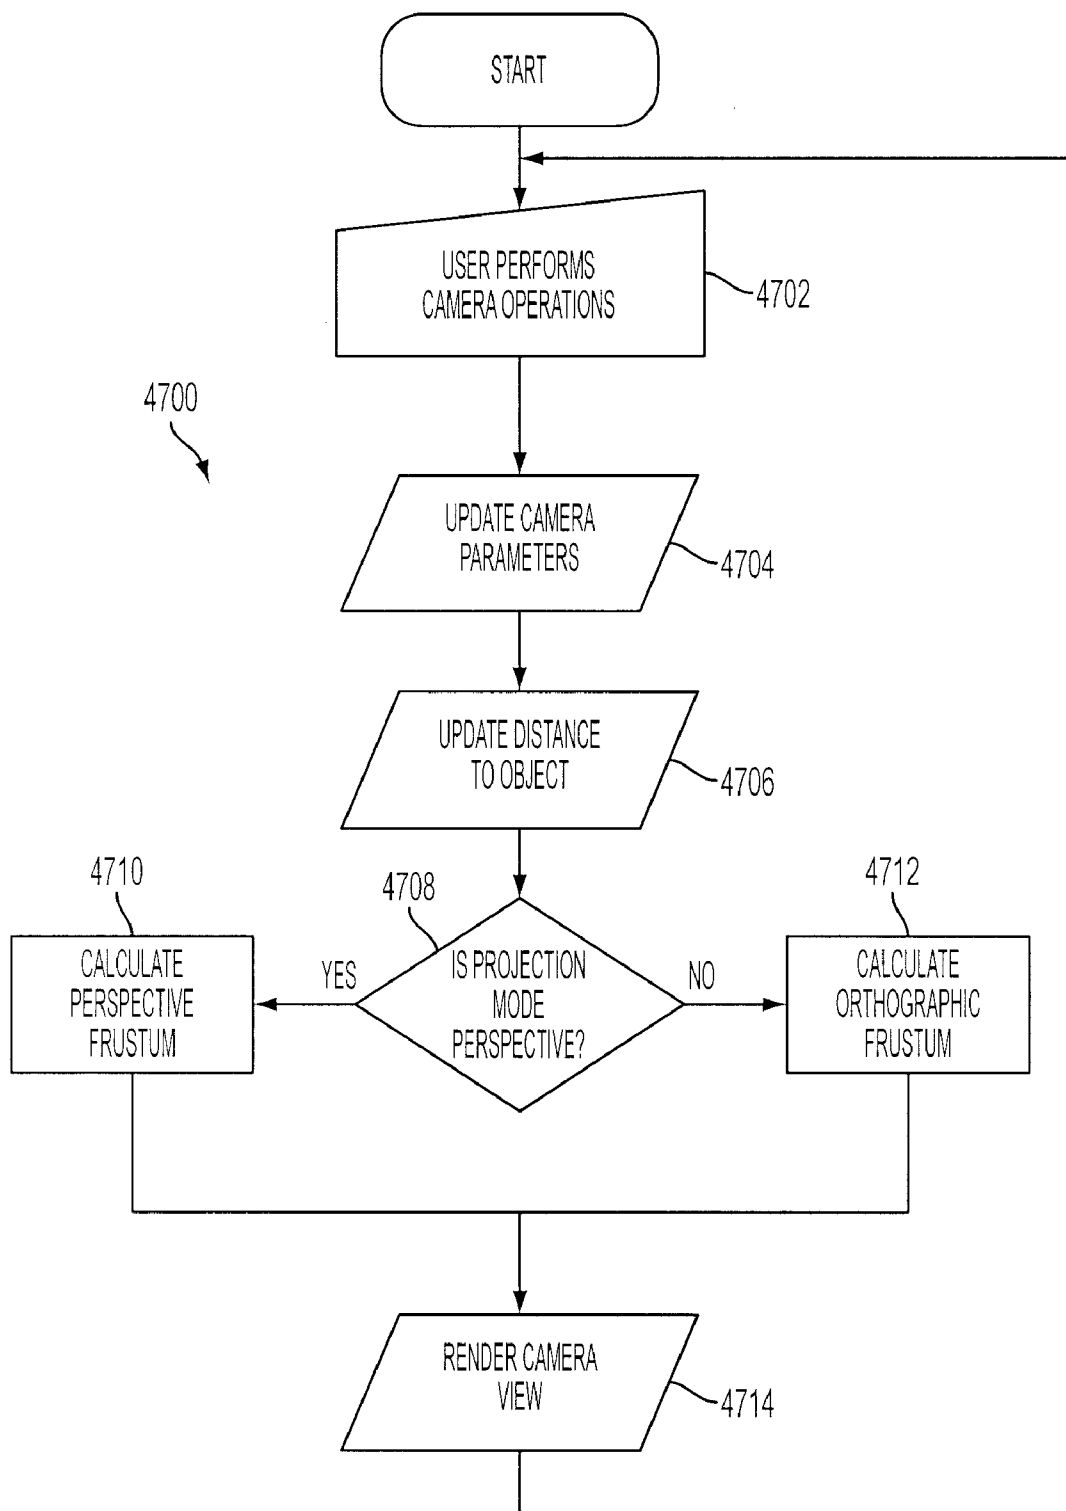 START
USER PERFORMS
CAMERA OPERATIONS
4702
4700
UPDATE CAMERA
PARAMETERS
4704
UPDATE DISTANCE
TO OBJECT
4706
4710
4708
4712
CALCULATE
PERSPECTIVE
FRUSTUM
YES
IS PROJECTION
MODE
PERSPECTIVE?
NO
CALCULATE
ORTHOGRAPHIC
FRUSTUM
RENDER CAMERA
VIEW
4714